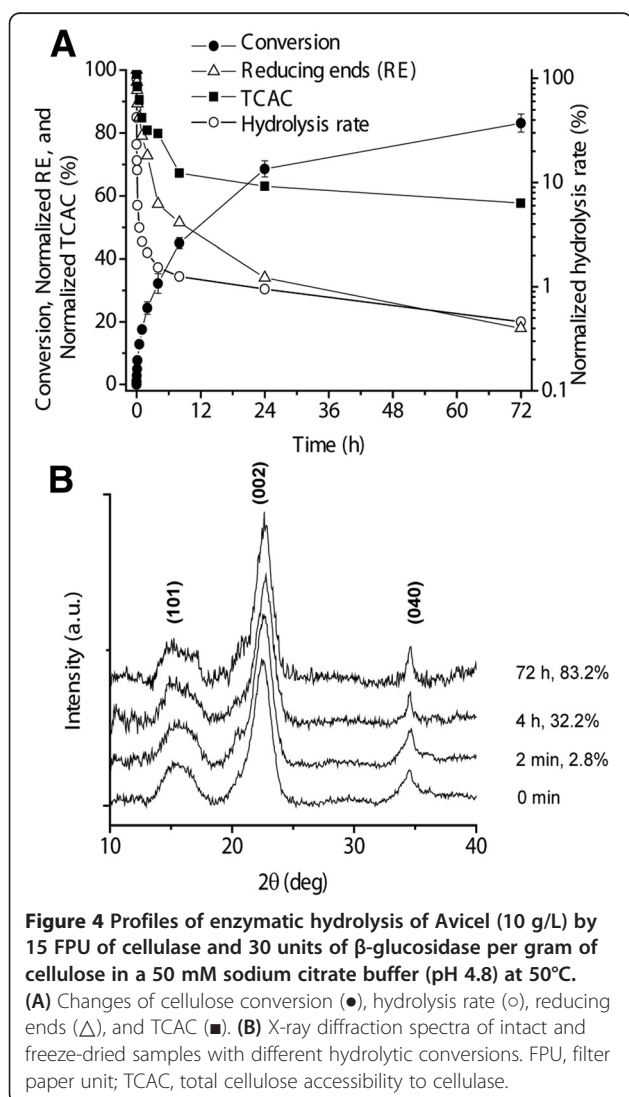 A
Conversion
Reducing ends (RE)
TCAC
Hydrolysis rate
Conversion, Normalized RE, and
Normalized TCAC (%)
100
80
60
40
20
0
100
10
1
0.1
Normalized hydrolysis rate (%)
0 12 24 36 48 60 72
Time (h)
B
(101)
(002)
(040)
Intensity (a.u.)
72 h, 83.2%
4 h, 32.2%
2 min, 2.8%
0 min
10 20 30 40
2θ (deg)
Figure 4 Profiles of enzymatic hydrolysis of Avicel (10 g/L) by
15 FPU of cellulase and 30 units of β-glucosidase per gram of
cellulose in a 50 mM sodium citrate buffer (pH 4.8) at 50°C.
(A) Changes of cellulose conversion (●), hydrolysis rate (○), reducing
ends (△), and TCAC (■). (B) X-ray diffraction spectra of intact and
freeze-dried samples with different hydrolytic conversions. FPU, filter
paper unit; TCAC, total cellulose accessibility to cellulase.